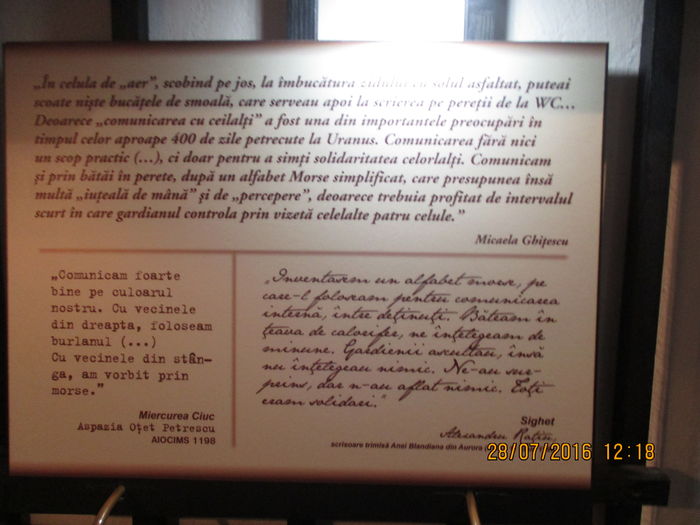 „În celula de „aer”, scobind pe jos, la îmbucătura zidului cu solul asfaltat, puteai
scoate niște bucățele de smoală, care serveau apoi la scrierea pe pereții de la WC...
Deoarece „comunicarea cu ceilalți” a fost una din importantele preocupări în
timpul celor aproape 400 de zile petrecute la Uranus. Comunicarea fără nici
un scop practic (...), ci doar pentru a simți solidaritatea celorlalți. Comunicam
și prin bătăi în perete, după un alfabet Morse simplificat, care presupunea însă
multă „iuțeală de mână” și de „percepere”, deoarece trebuia profitat de intervalul
scurt în care gardianul controla prin vizetă celelalte patru celule.”
Micaela Ghițescu
„Comunicam foarte
bine pe culoarul
nostru. Cu vecinele
din dreapta, foloseam
burlanul (...)
Cu vecinele din stân-
ga, am vorbit prin
morse.”
Miercurea Ciuc
Aspazia Oțet Petrescu
AIOCIMS 1198
„Inventasem un alfabet morse, pe
care-l foloseam pentru comunicarea
internă, între deținuți. Băteam în
țeava de calorifer, ne înțelegeam de
minune. Gardienii ascultau, însă
nu înțelegeau nimic. Ne-au sur-
prins, dar n-au aflat nimic. Toți
eram solidari.”
Sighet
Alexandru Rațiu,
scrisoare trimisă Anei Blandiana din Aurora
28/07/2016 12:18